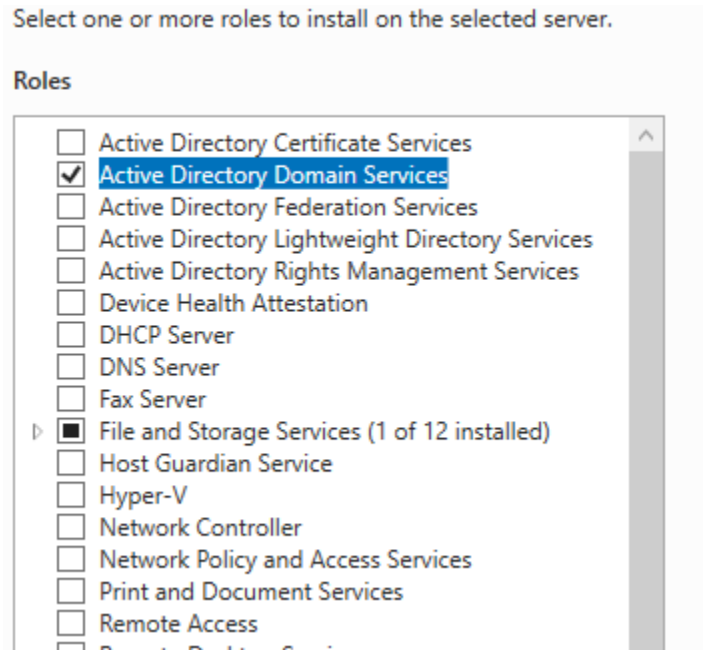 Select one or more roles to install on the selected server.
Roles
Active Directory Certificate Services
Active Directory Domain Services
Active Directory Federation Services
Active Directory Lightweight Directory Services
Active Directory Rights Management Services
Device Health Attestation
DHCP Server
DNS Server
Fax Server
File and Storage Services (1 of 12 installed)
Host Guardian Service
Hyper-V
Network Controller
Network Policy and Access Services
Print and Document Services
Remote Access